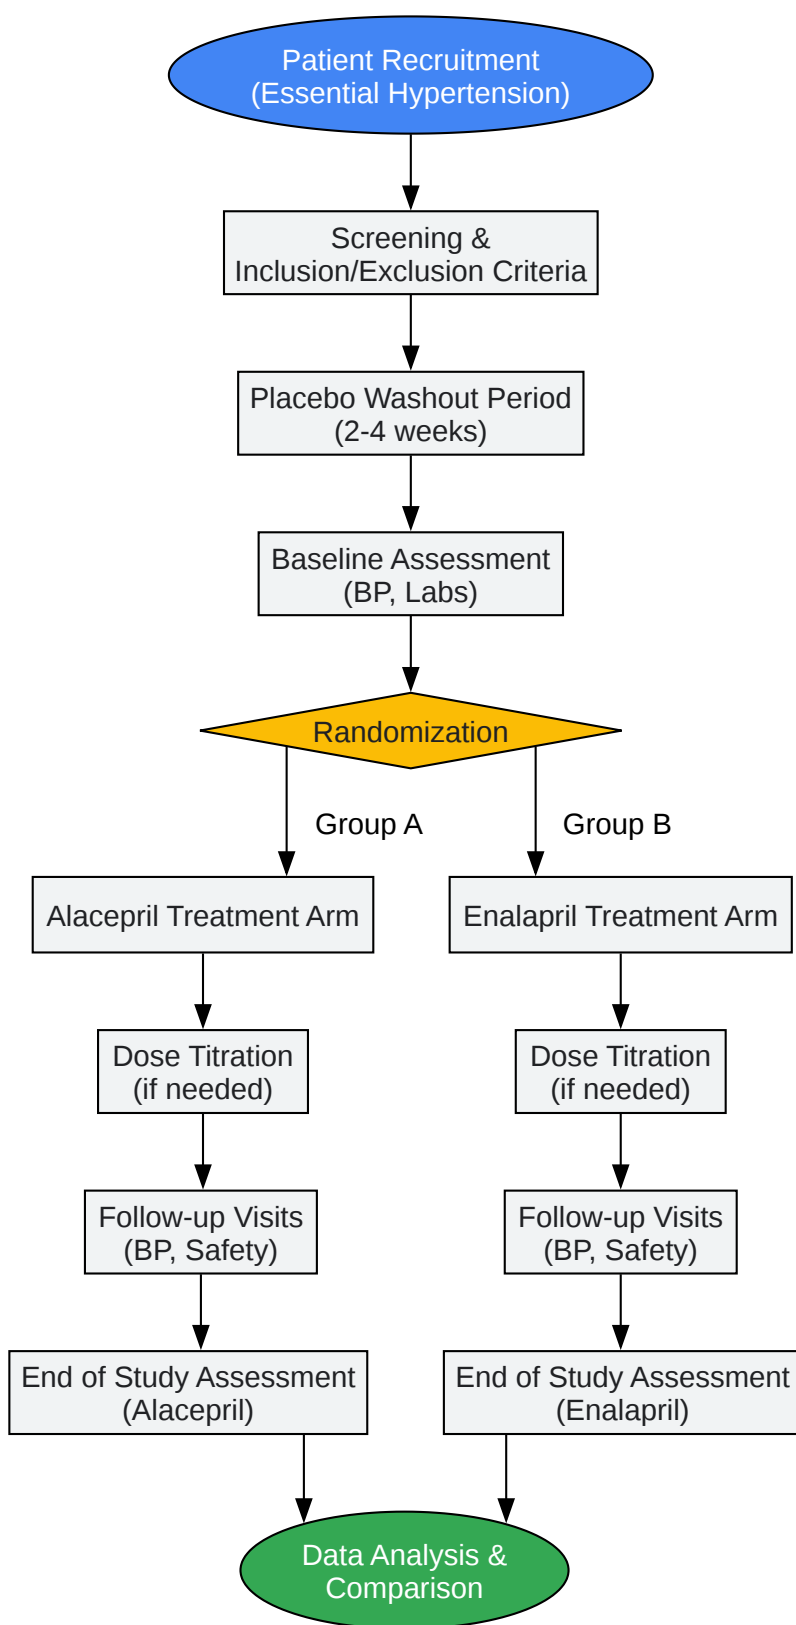 Patient Recruitment
(Essential Hypertension)
Screening &
Inclusion/Exclusion Criteria
Placebo Washout Period
(2-4 weeks)
Baseline Assessment
(BP, Labs)
Randomization
Group A
Group B
Alacepril Treatment Arm
Enalapril Treatment Arm
Dose Titration
(if needed)
Dose Titration
(if needed)
Follow-up Visits
(BP, Safety)
Follow-up Visits
(BP, Safety)
End of Study Assessment
(Alacepril)
End of Study Assessment
(Enalapril)
Data Analysis &
Comparison